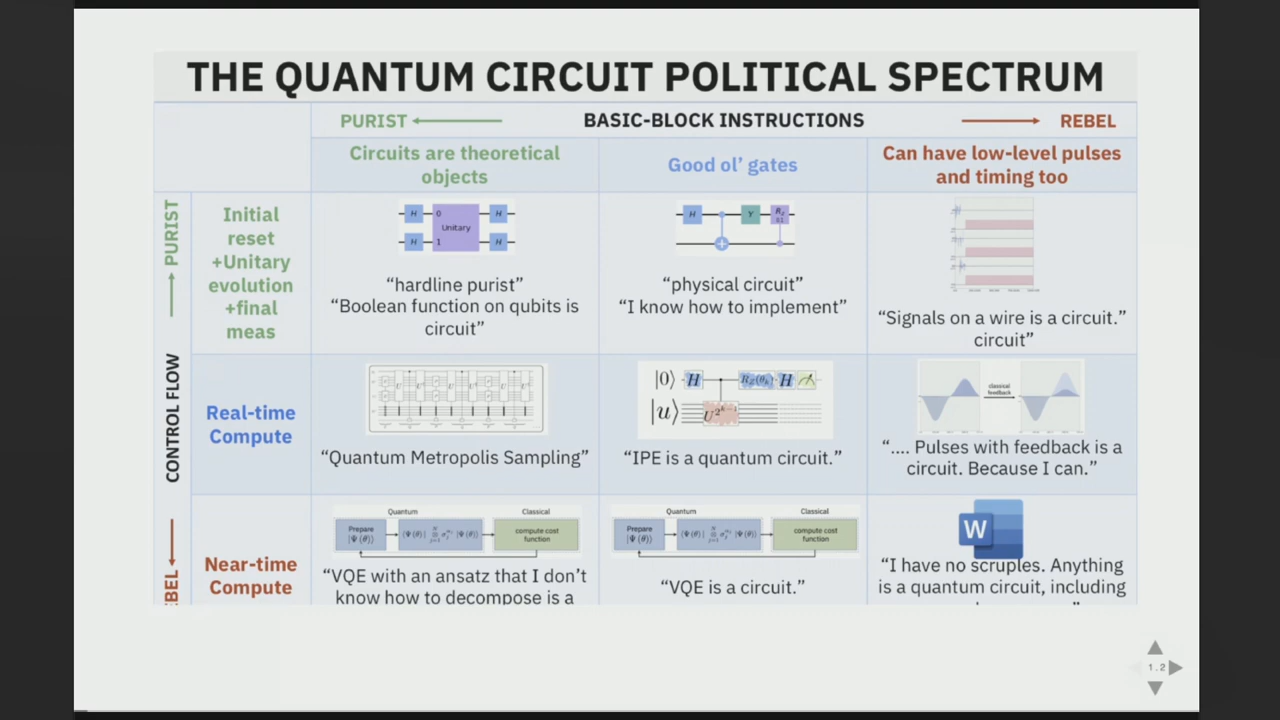 THE QUANTUM CIRCUIT POLITICAL SPECTRUM
PURIST
BASIC-BLOCK INSTRUCTIONS
REBEL
Circuits are theoretical
objects
Good ol’ gates
Can have low-level pulses
and timing too
PURIST
CONTROL FLOW
Initial
reset
+Unitary
evolution
+final
meas
H 0 H
Unitary
H 1 H
“hardline purist”
“Boolean function on qubits is
circuit”
H Y
“physical circuit”
“I know how to implement”
“Signals on a wire is a circuit.”
circuit”
Real-time
Compute
“Quantum Metropolis Sampling”
|0⟩ H H
|u⟩
“IPE is a quantum circuit.”
classical
feedback
“.... Pulses with feedback is a
circuit. Because I can.”
Near-time
Compute
Quantum Classical
Prepare
|Ψ(θ)⟩
compute cost
function
“VQE with an ansatz that I don’t
know how to decompose is a
Quantum Classical
Prepare
|Ψ(θ)⟩
compute cost
function
“VQE is a circuit.”
W
“I have no scruples. Anything
is a quantum circuit, including
1.2